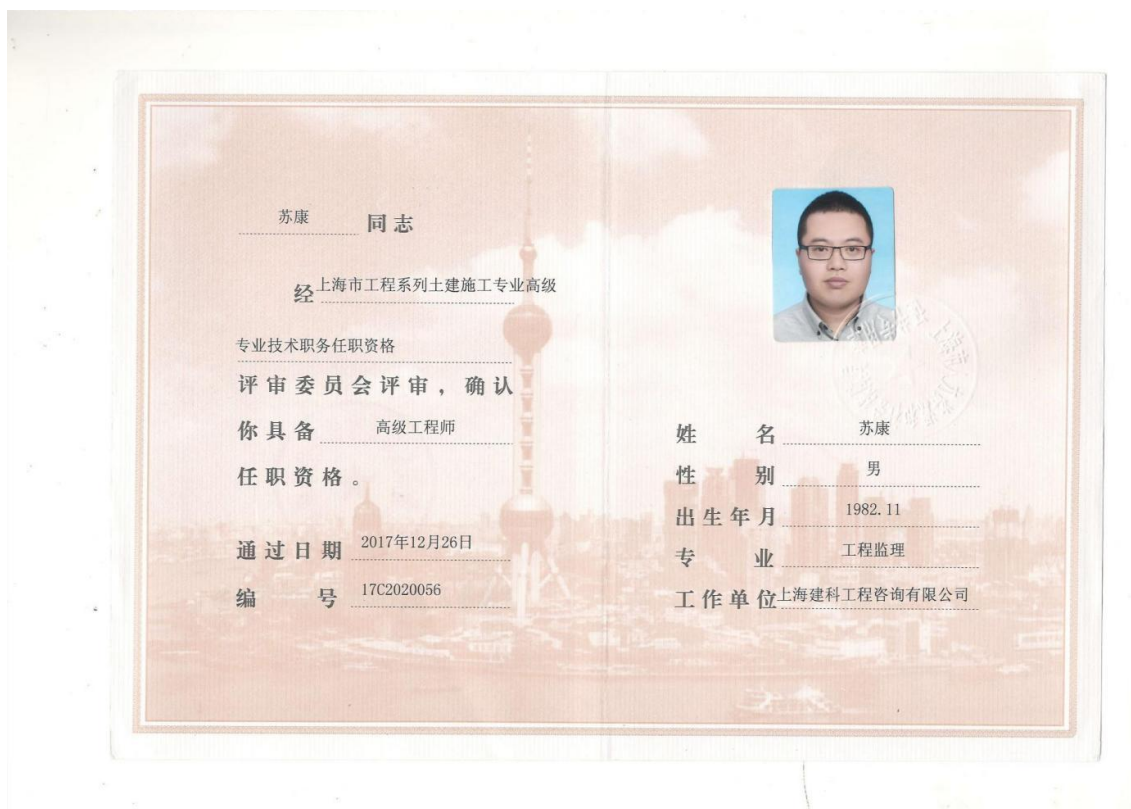 苏康 同志
经上海市工程系列土建施工专业高级
专业技术职务任职资格
评审委员会评审，确认
你具备 高级工程师
任职资格。
通过日期 2017年12月26日
编号 17C2020056
姓名 苏康
性别 男
出生年月 1982.11
专业 工程监理
工作单位 上海建科工程咨询有限公司